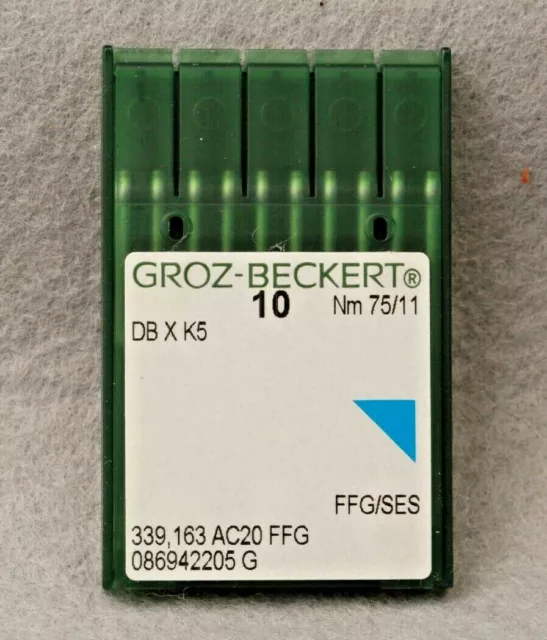 GROZ-BECKERT®
10 Nm 75/11
DB X K5
FFG/SES
339,163 AC20 FFG
086942205 G